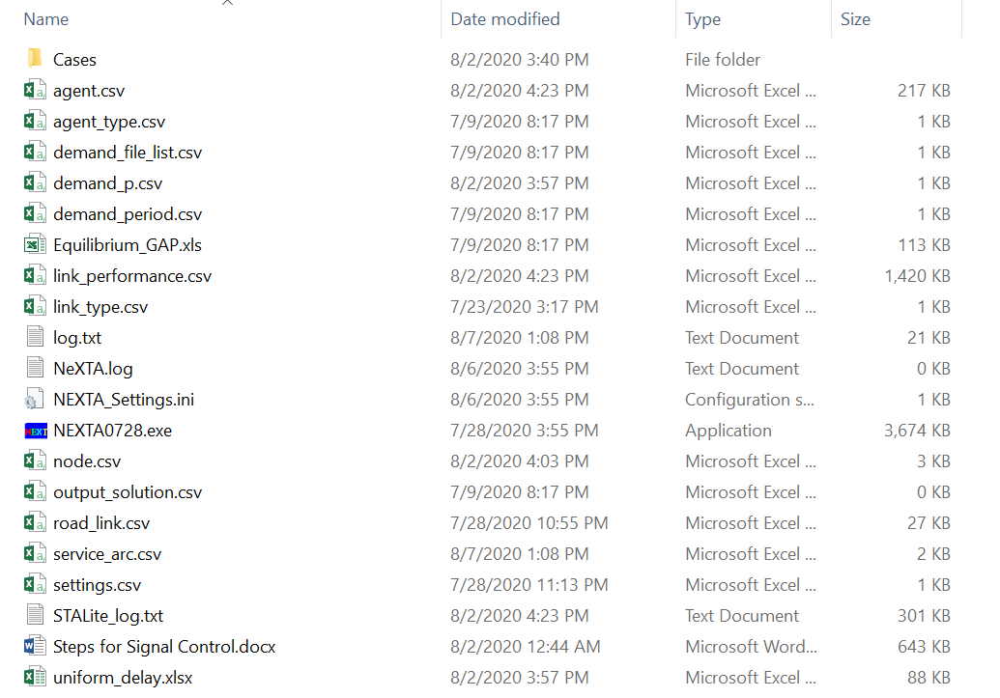 Name Date modified Type Size
Cases 8/2/2020 3:40 PM File folder
agent.csv 8/2/2020 4:23 PM Microsoft Excel ... 217 KB
agent_type.csv 7/9/2020 8:17 PM Microsoft Excel ... 1 KB
demand_file_list.csv 7/9/2020 8:17 PM Microsoft Excel ... 1 KB
demand_p.csv 8/2/2020 3:57 PM Microsoft Excel ... 1 KB
demand_period.csv 7/9/2020 8:17 PM Microsoft Excel ... 1 KB
Equilibrium_GAP.xls 7/9/2020 8:17 PM Microsoft Excel ... 113 KB
link_performance.csv 8/2/2020 4:23 PM Microsoft Excel ... 1,420 KB
link_type.csv 7/23/2020 3:17 PM Microsoft Excel ... 1 KB
log.txt 8/7/2020 1:08 PM Text Document 21 KB
NeXTA.log 8/6/2020 3:55 PM Text Document 0 KB
NEXTA_Settings.ini 8/6/2020 3:55 PM Configuration s... 1 KB
NEXT NEXTA0728.exe 7/28/2020 3:55 PM Application 3,674 KB
node.csv 8/2/2020 4:03 PM Microsoft Excel ... 3 KB
output_solution.csv 7/9/2020 8:17 PM Microsoft Excel ... 0 KB
road_link.csv 7/28/2020 10:55 PM Microsoft Excel ... 27 KB
service_arc.csv 8/7/2020 1:08 PM Microsoft Excel ... 2 KB
settings.csv 7/28/2020 11:13 PM Microsoft Excel ... 1 KB
STALite_log.txt 8/2/2020 4:23 PM Text Document 301 KB
Steps for Signal Control.docx 8/2/2020 12:44 AM Microsoft Word... 643 KB
uniform_delay.xlsx 8/2/2020 3:57 PM Microsoft Excel ... 88 KB